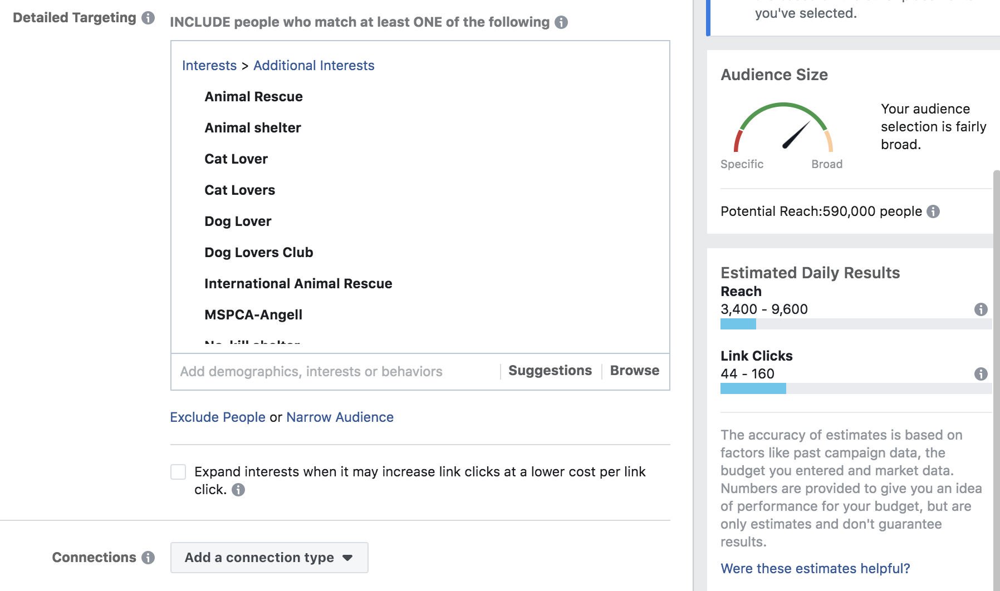 Detailed Targeting
INCLUDE people who match at least ONE of the following
Interests > Additional Interests
Animal Rescue
Animal shelter
Cat Lover
Cat Lovers
Dog Lover
Dog Lovers Club
International Animal Rescue
MSPCA-Angell
No-kill shelter
Add demographics, interests or behaviors
Suggestions
Browse
Exclude People or Narrow Audience
Expand interests when it may increase link clicks at a lower cost per link
click.
Connections
Add a connection type
you've selected.
Audience Size
Your audience
selection is fairly
broad.
Specific
Broad
Potential Reach:590,000 people
Estimated Daily Results
Reach
3,400 - 9,600
Link Clicks
44 - 160
The accuracy of estimates is based on
factors like past campaign data, the
budget you entered and market data.
Numbers are provided to give you an idea
of performance for your budget, but are
only estimates and don't guarantee
results.
Were these estimates helpful?